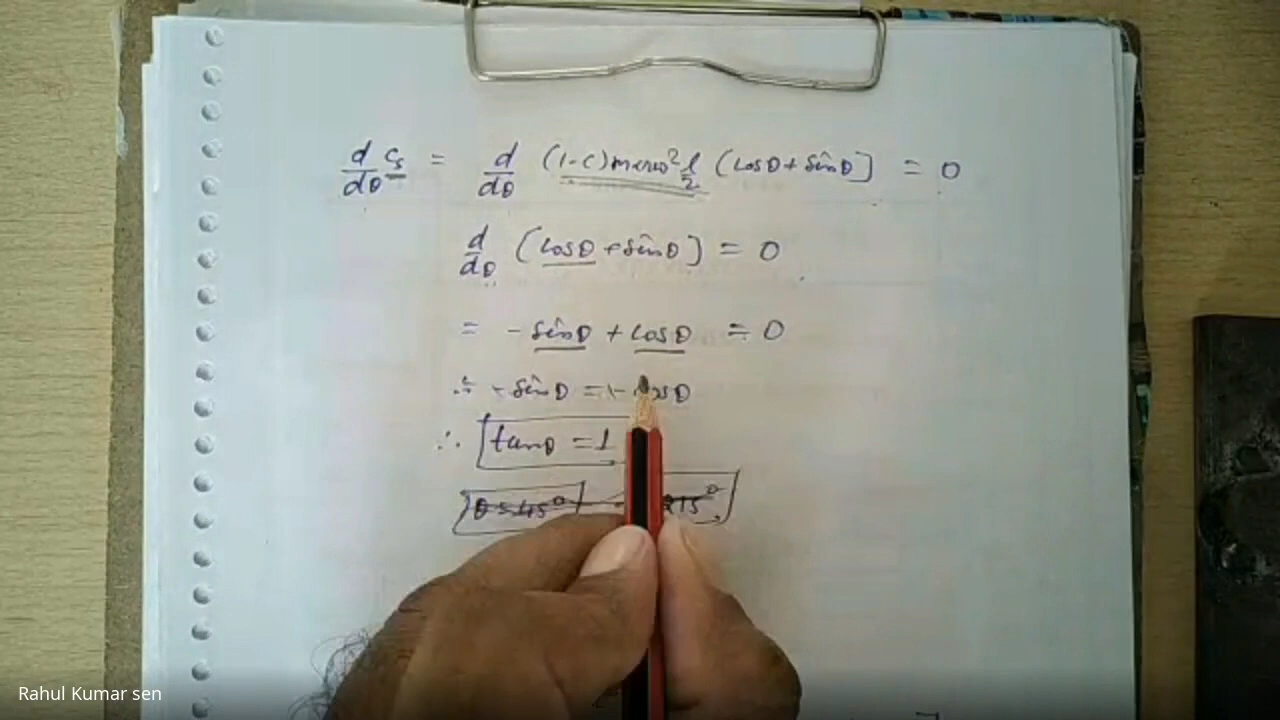 d/dθ Cs = d/dθ (1-c)mrω² l/2 (cosθ + sinθ] = 0
d/dθ (cosθ + sinθ) = 0
= - sinθ + cosθ = 0
∴ - sinθ = - cosθ
∴ tanθ = 1
θ = 45°
Rahul Kumar sen